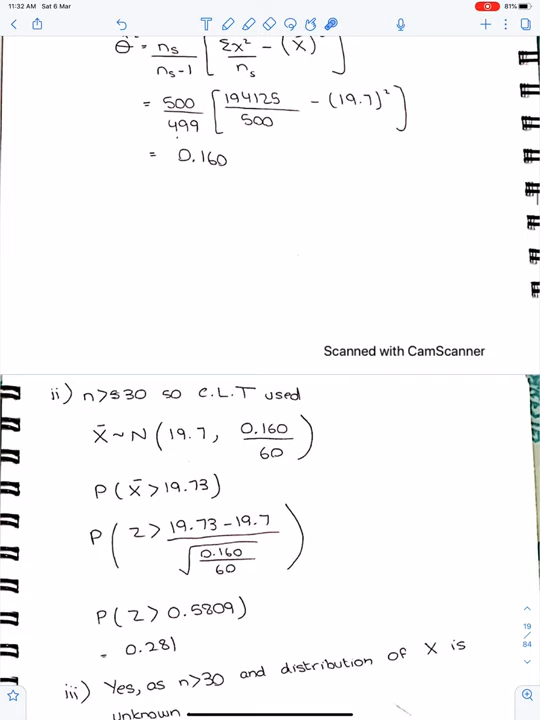 11:32 AM Sat 6 Mar 81%
θ̂² = ns/(ns-1) [Σx²/ns - (x̄)²]
= 500/499 [194125/500 - (19.7)²]
= 0.160
Scanned with CamScanner
ii) n>530 so C.L.T used
X̄~N(19.7, 0.160/60)
P(X̄>19.73)
P(Z> (19.73-19.7)/√(0.160/60))
P(Z>0.5809)
= 0.281
iii) Yes, as n>30 and distribution of X is
unknown
19
/
84